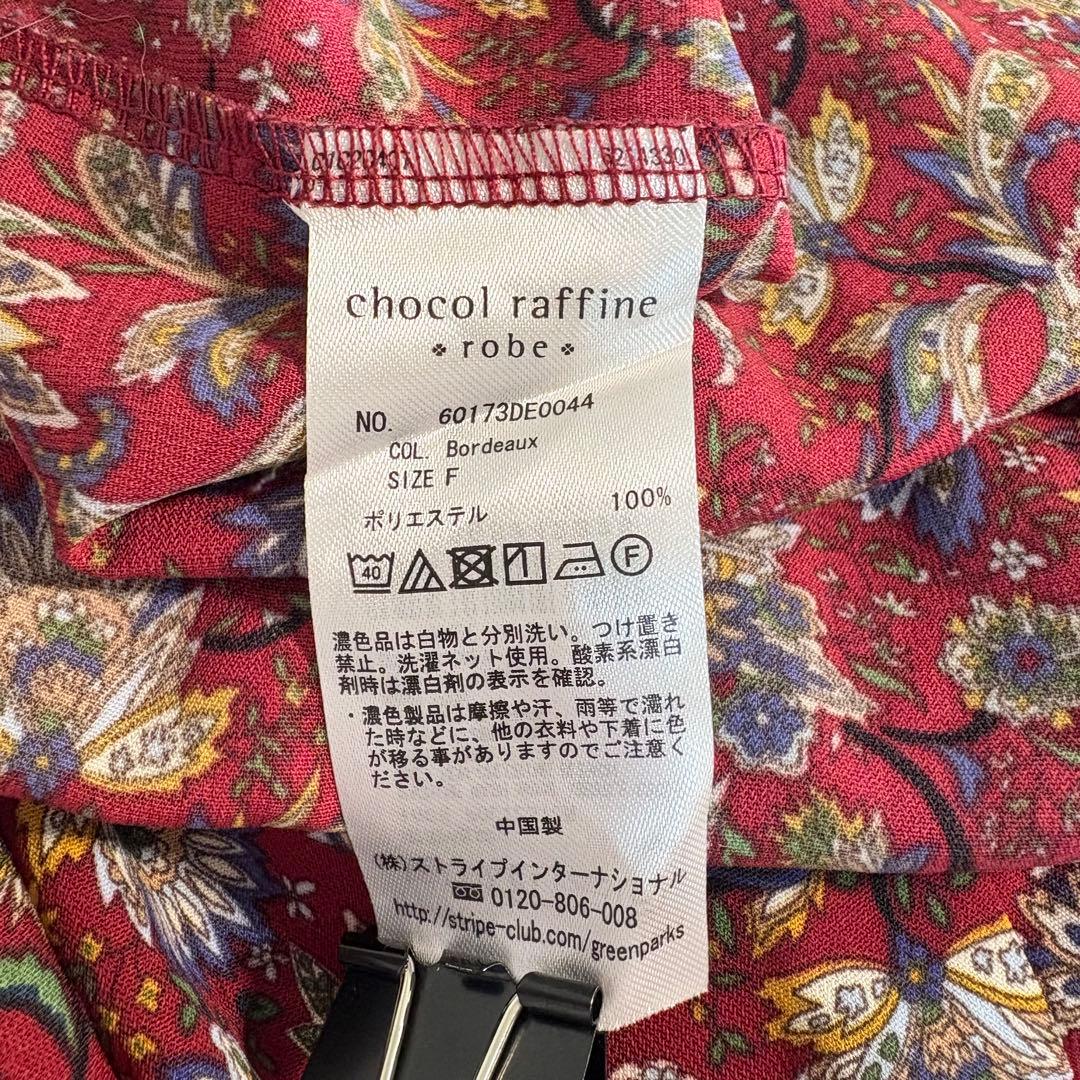 chocol raffine
robe
NO. 60173DE0044
COL. Bordeaux
SIZE F
ポリエステル 100%
40 F
濃色品は白物と分別洗い。つけ置き
禁止。洗濯ネット使用。酸素系漂白
剤時は漂白剤の表示を確認。
・濃色製品は摩擦や汗、雨等で濡れ
た時などに、他の衣料や下着に色
が移る事がありますのでご注意く
ださい。
中国製
(株)ストライプインターナショナル
0120-806-008
http://stripe-club.com/greenparks